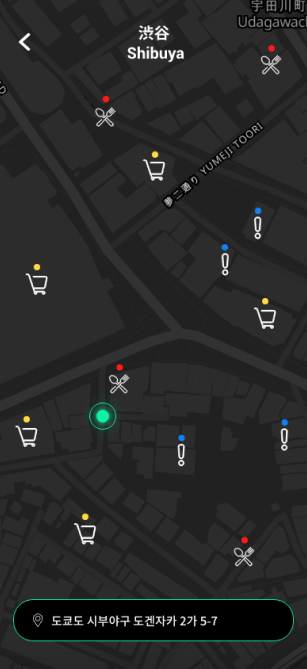 宇田川町
Udagawach
渋谷
Shibuya
夢二通り YUMEJI TOORI
도쿄도 시부야구 도겐자카 2가 5-7